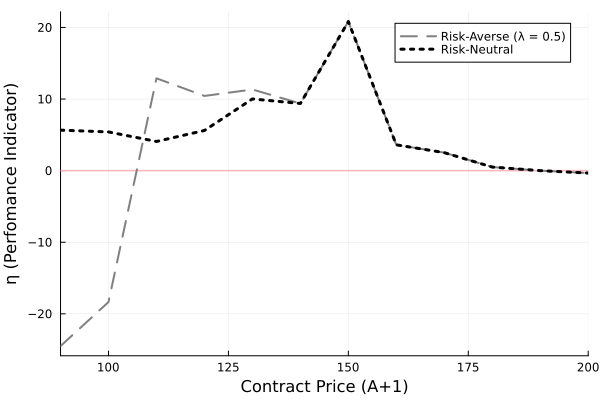 20
10
0
−10
−20
η (Perfomance Indicator)
Risk-Averse (λ = 0.5)
Risk-Neutral
100
125
150
175
200
Contract Price (A+1)